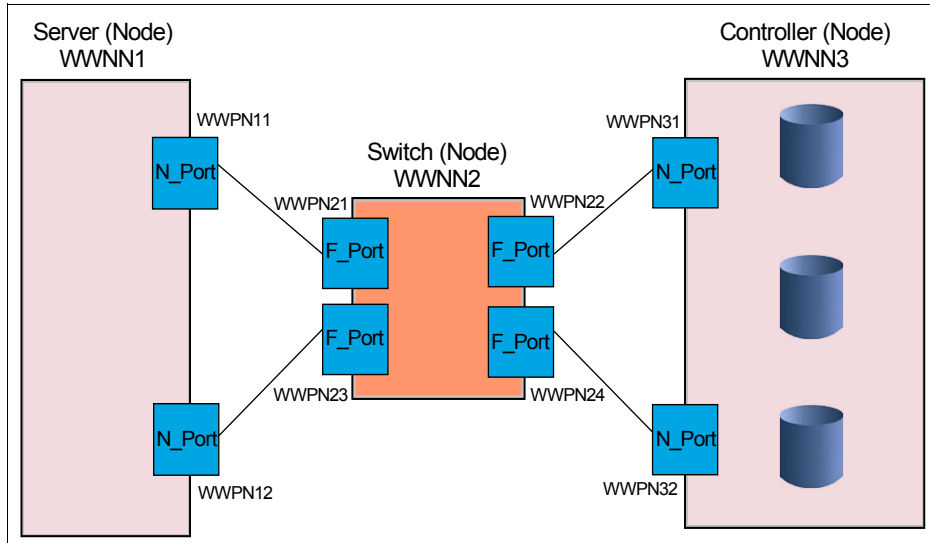 Server (Node)
WWNN1
Controller (Node)
WWNN3
WWPN11
WWPN31
N_Port
Switch (Node)
WWNN2
N_Port
WWPN21
WWPN22
F_Port
F_Port
F_Port
F_Port
WWPN23
WWPN24
N_Port
N_Port
WWPN12
WWPN32